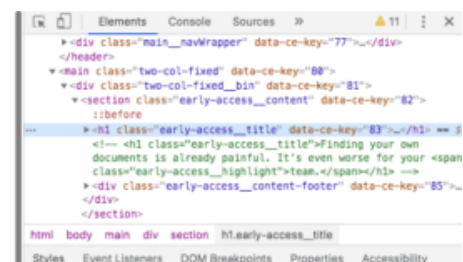 Elements Console Sources » 11
<div class="main__navWrapper" data-ce-key="77">…</div>
</header>
<main class="two-col-fixed" data-ce-key="80">
<div class="two-col-fixed__bin" data-ce-key="81">
<section class="early-access__content" data-ce-key="82">
::before
… <h1 class="early-access__title" data-ce-key="83">…</h1> == $
<!-- <h1 class="early-access__title">Finding your own
documents is already painful. It's even worse for your <span
class="early-access__highlight">team.</span></h1> -->
<div class="early-access__content-footer" data-ce-key="85">…
</div>
</section>
html body main div section h1.early-access__title
Styles Event Listeners DOM Breakpoints Properties Accessibility